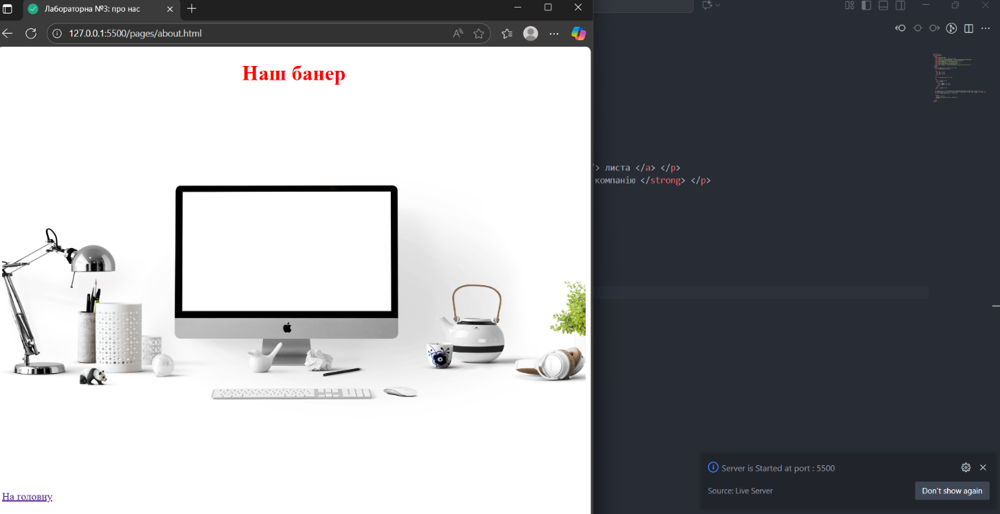 Лабораторна №3: про нас
127.0.0.1:5500/pages/about.html
Наш банер
На головну
> листа </a> </p>
компанію </strong> </p>
Server is Started at port : 5500
Source: Live Server
Don't show again